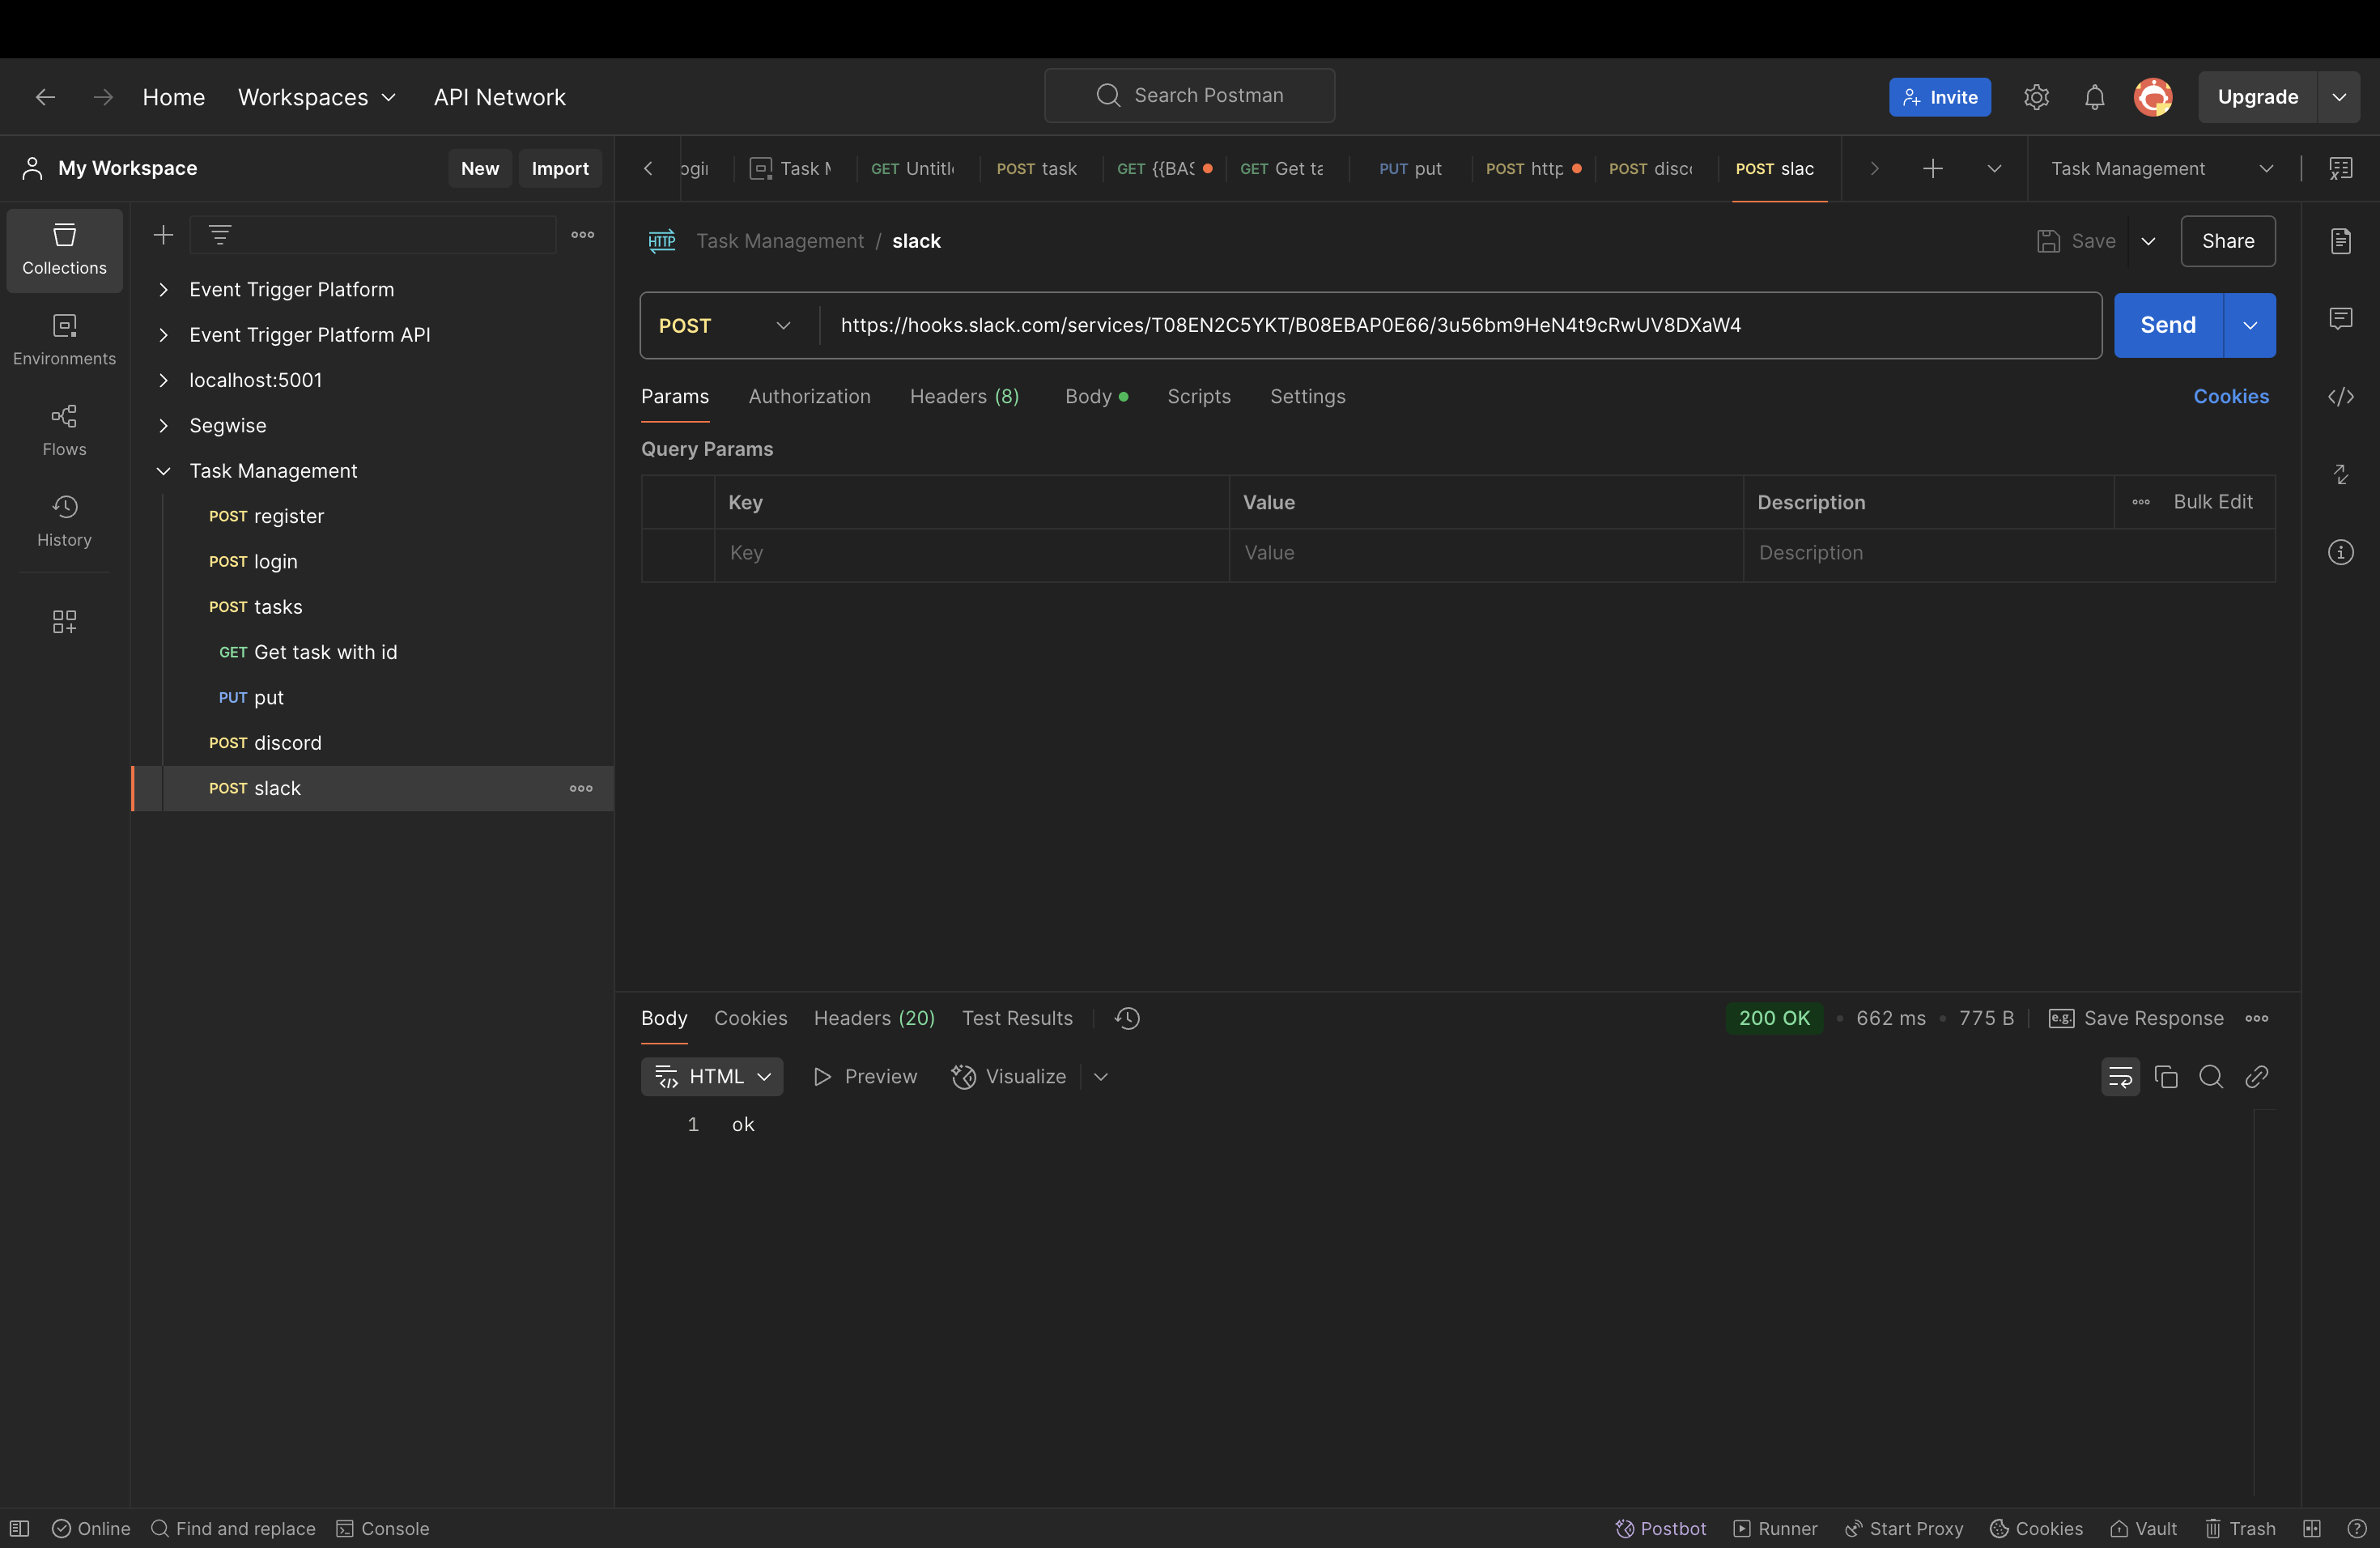 Home Workspaces API Network
Search Postman
Invite
Upgrade
My Workspace
New Import
ogii
Task M
GET Untitle
POST task
GET {{BAS
GET Get ta
PUT put
POST http
POST disco
POST slac
Task Management
Collections
Environments
Flows
History
Event Trigger Platform
Event Trigger Platform API
localhost:5001
Segwise
Task Management
POST register
POST login
POST tasks
GET Get task with id
PUT put
POST discord
POST slack
HTTP Task Management / slack
Save Share
POST https://hooks.slack.com/services/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
Send
Params Authorization Headers (8) Body Scripts Settings Cookies
Query Params
Key Value Description Bulk Edit
Key Value Description
Body Cookies Headers (20) Test Results
200 OK • 662 ms • 775 B e.g. Save Response
HTML Preview Visualize
1 ok
Online Find and replace Console
Postbot Runner Start Proxy Cookies Vault Trash